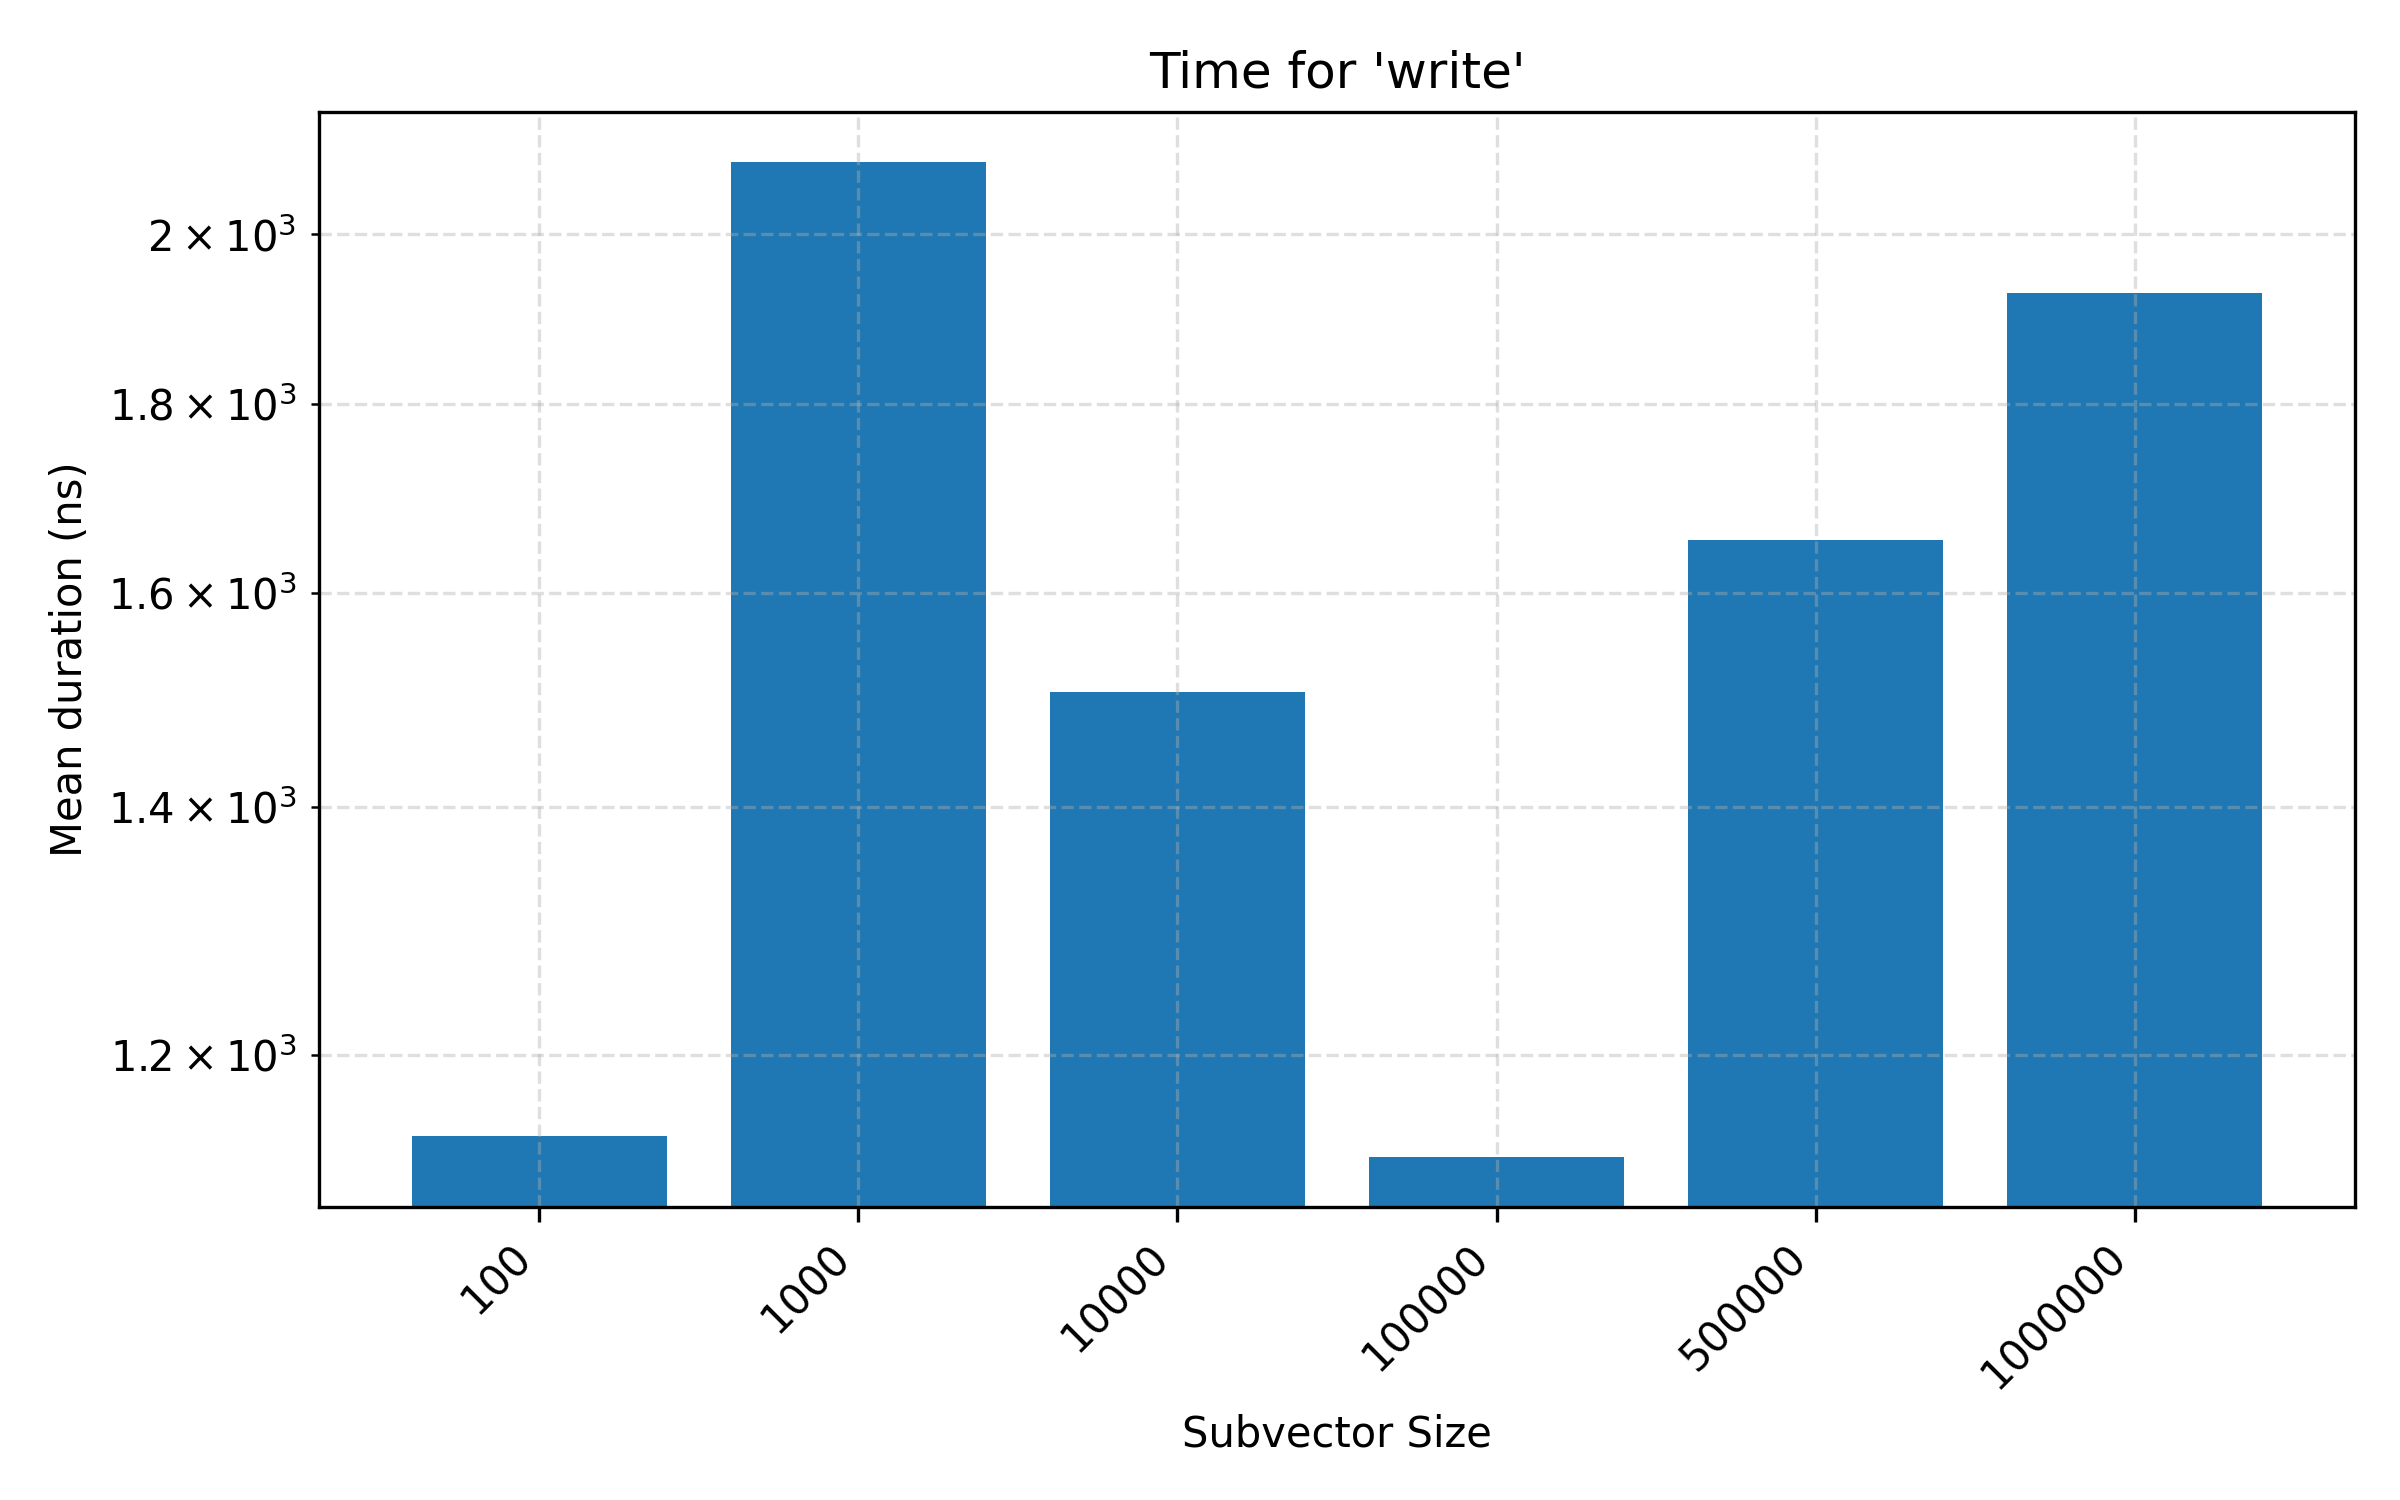 Time for 'write'
Mean duration (ns)
2 × 10³
1.8 × 10³
1.6 × 10³
1.4 × 10³
1.2 × 10³
100
1000
10000
100000
500000
1000000
Subvector Size